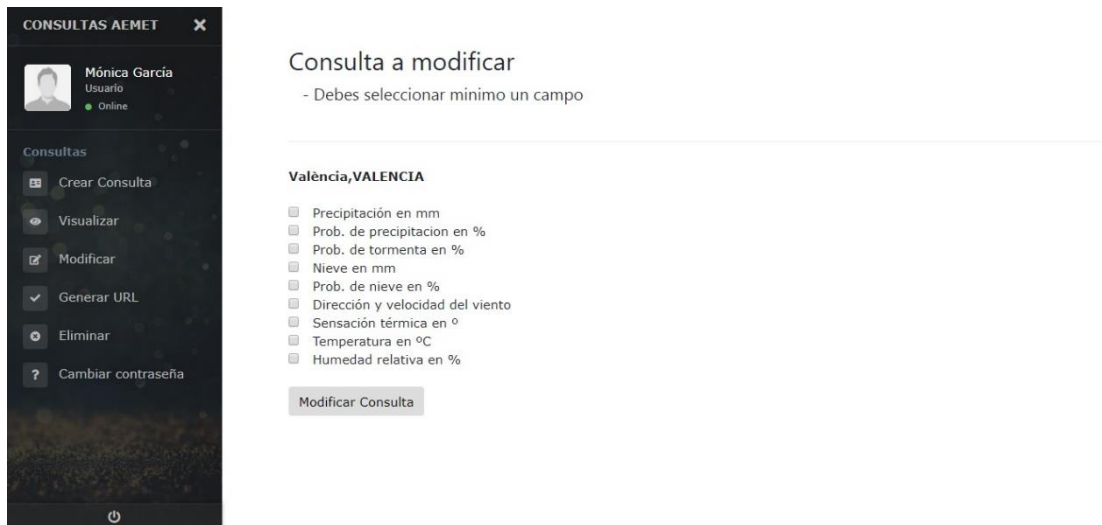 CONSULTAS AEMET
Mónica García
Usuario
Online
Consultas
Crear Consulta
Visualizar
Modificar
Generar URL
Eliminar
Cambiar contraseña
Consulta a modificar
- Debes seleccionar minimo un campo
València,VALENCIA
Precipitación en mm
Prob. de precipitacion en %
Prob. de tormenta en %
Nieve en mm
Prob. de nieve en %
Dirección y velocidad del viento
Sensación térmica en º
Temperatura en ºC
Humedad relativa en %
Modificar Consulta